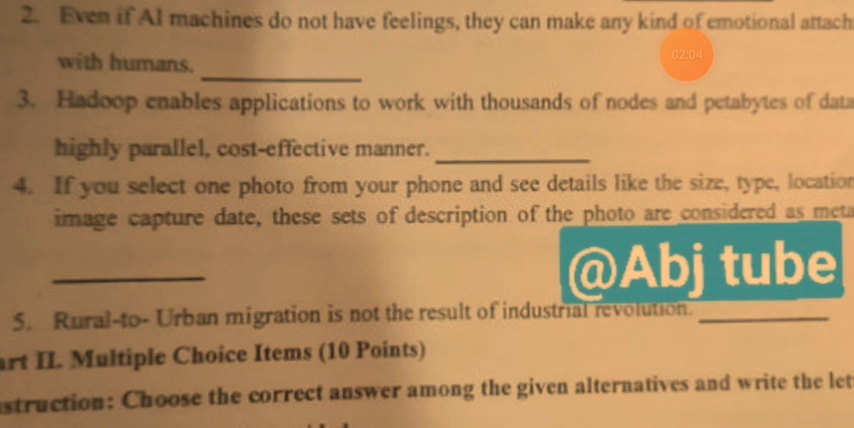 2. Even if AI machines do not have feelings, they can make any kind of emotional attach
02:04
with humans.
3. Hadoop enables applications to work with thousands of nodes and petabytes of data
highly parallel, cost-effective manner.
4. If you select one photo from your phone and see details like the size, type, location
image capture date, these sets of description of the photo are considered as meta
@Abj tube
5. Rural-to- Urban migration is not the result of industrial revolution.
art II. Multiple Choice Items (10 Points)
struction: Choose the correct answer among the given alternatives and write the let